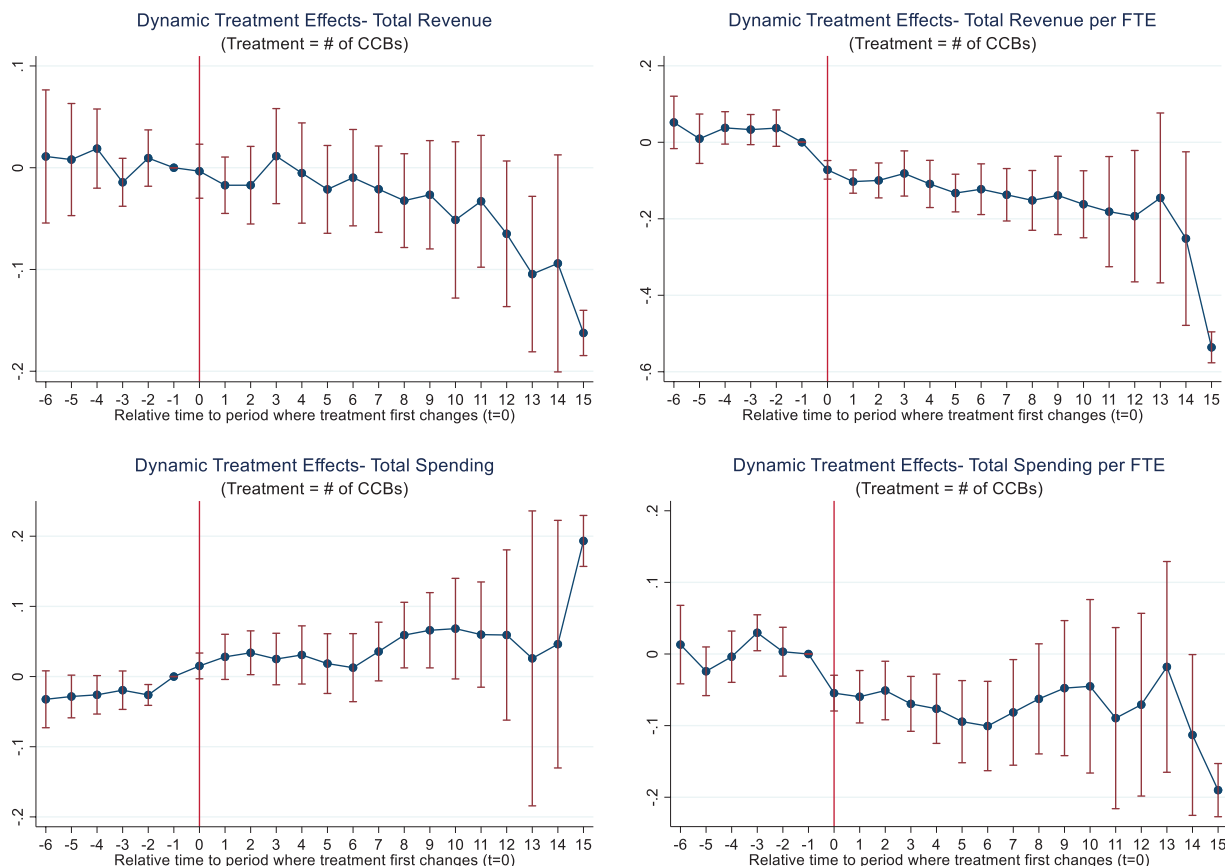 Dynamic Treatment Effects- Total Revenue
(Treatment = # of CCBs)
.1
0
-.1
-.2
-6 -5 -4 -3 -2 -1 0 1 2 3 4 5 6 7 8 9 10 11 12 13 14 15
Relative time to period where treatment first changes (t=0)
Dynamic Treatment Effects- Total Revenue per FTE
(Treatment = # of CCBs)
.2
0
-.2
-.4
-.6
-6 -5 -4 -3 -2 -1 0 1 2 3 4 5 6 7 8 9 10 11 12 13 14 15
Relative time to period where treatment first changes (t=0)
Dynamic Treatment Effects- Total Spending
(Treatment = # of CCBs)
.2
.1
0
-.1
-.2
-6 -5 -4 -3 -2 -1 0 1 2 3 4 5 6 7 8 9 10 11 12 13 14 15
Relative time to period where treatment first changes (t=0)
Dynamic Treatment Effects- Total Spending per FTE
(Treatment = # of CCBs)
.2
.1
0
-.1
-.2
-6 -5 -4 -3 -2 -1 0 1 2 3 4 5 6 7 8 9 10 11 12 13 14 15
Relative time to period where treatment first changes (t=0)